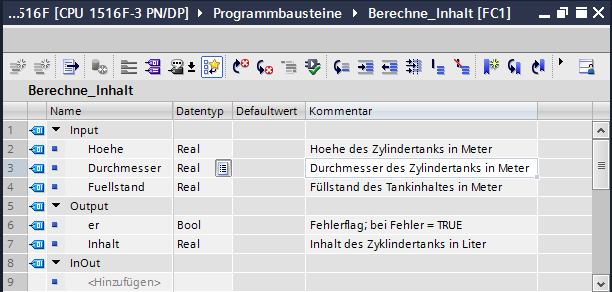 .516F [CPU 1516F-3 PN/DP] Programmbausteine Berechne_Inhalt [FC1]
Berechne_Inhalt
Name Datentyp Defaultwert Kommentar
1 Input
2 Hoehe Real Hoehe des Zylindertanks in Meter
3 Durchmesser Real Durchmesser des Zylindertanks in Meter
4 Fuellstand Real Füllstand des Tankinhaltes in Meter
5 Output
6 er Bool Fehlerflag; bei Fehler = TRUE
7 Inhalt Real Inhalt des Zyklindertanks in Liter
8 InOut
9 <Hinzufügen>